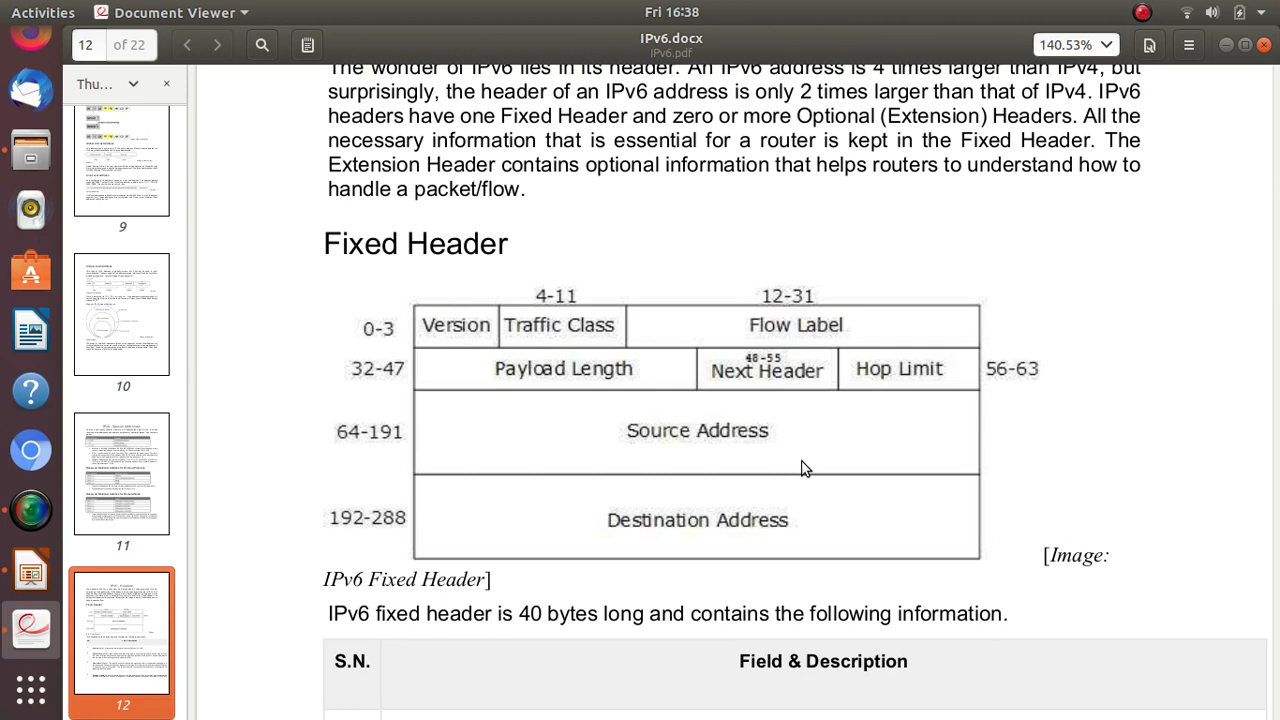 Activities
Document Viewer
Fri 16:38
12
of 22
IPv6.docx
IPv6.pdf
140.53%
Thu...
×
9
10
11
12
The wonder of IPv6 lies in its header. An IPv6 address is 4 times larger than IPv4, but
surprisingly, the header of an IPv6 address is only 2 times larger than that of IPv4. IPv6
headers have one Fixed Header and zero or more Optional (Extension) Headers. All the
necessary information that is essential for a router is kept in the Fixed Header. The
Extension Header contains optional information that helps routers to understand how to
handle a packet/flow.
Fixed Header
4-11 12-31
0-3 Version Traffic Class Flow Label
32-47 Payload Length 48-55 Next Header Hop Limit 56-63
64-191 Source Address
192-288 Destination Address
[Image:
IPv6 Fixed Header]
IPv6 fixed header is 40 bytes long and contains the following information.
S.N. Field & Description